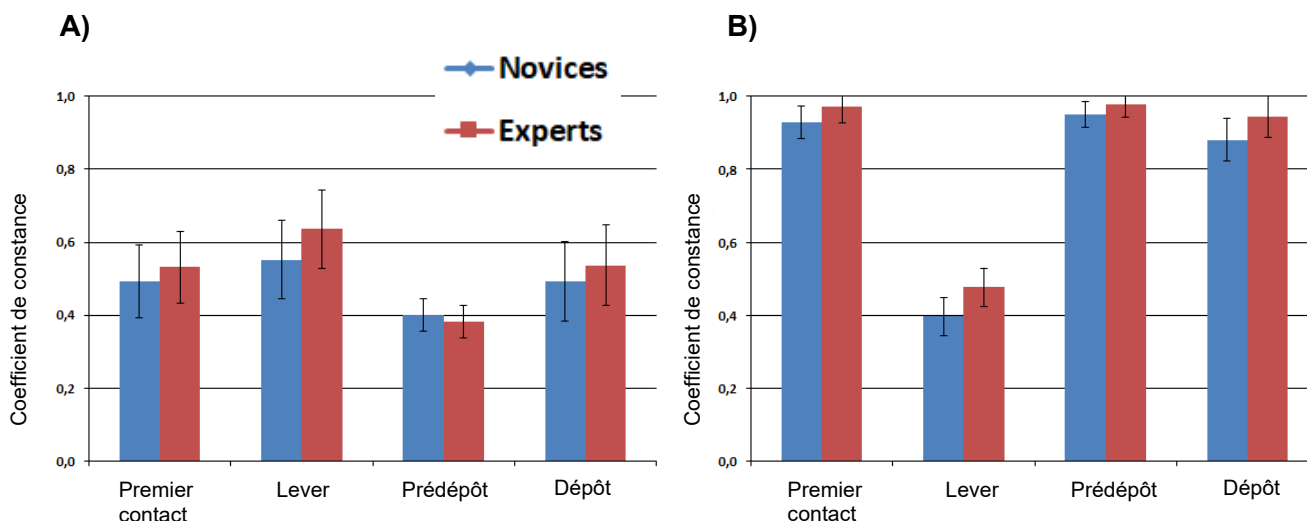 A)
Novices
Experts
Coefficient de constance
1,0
0,8
0,6
0,4
0,2
0,0
Premier
contact
Lever
Prédépôt
Dépôt
B)
Coefficient de constance
1,0
0,8
0,6
0,4
0,2
0,0
Premier
contact
Lever
Prédépôt
Dépôt